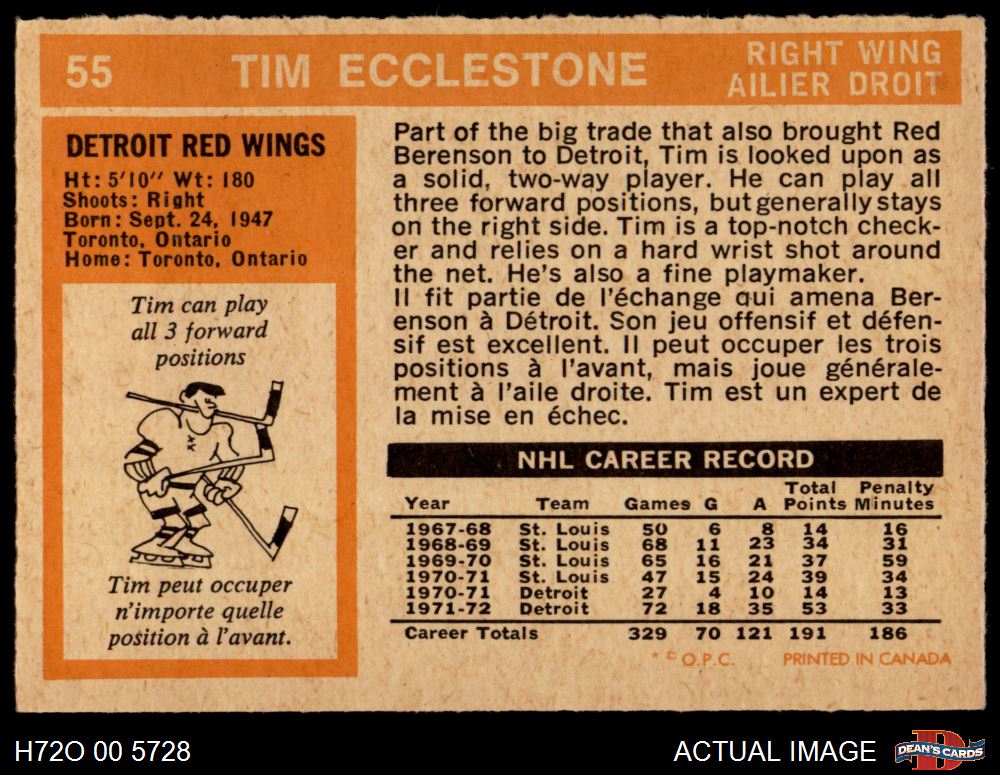 55
TIM ECCLESTONE
RIGHT WING
AILIER DROIT
DETROIT RED WINGS
Ht: 5'10'' Wt: 180
Shoots: Right
Born: Sept. 24, 1947
Toronto, Ontario
Home: Toronto, Ontario
Tim can play
all 3 forward
positions
Tim peut occuper
n'importe quelle
position à l'avant.
Part of the big trade that also brought Red
Berenson to Detroit, Tim is looked upon as
a solid, two-way player. He can play all
three forward positions, but generally stays
on the right side. Tim is a top-notch check-
er and relies on a hard wrist shot around
the net. He's also a fine playmaker.
Il fit partie de l'échange qui amena Ber-
enson à Détroit. Son jeu offensif et défen-
sif est excellent. Il peut occuper les trois
positions à l'avant, mais joue générale-
ment à l'aile droite. Tim est un expert de
la mise en échec.
NHL CAREER RECORD
Year Team Games G A Total Points Penalty Minutes
1967-68 St. Louis 50 6 8 14 16
1968-69 St. Louis 68 11 23 34 31
1969-70 St. Louis 65 16 21 37 59
1970-71 St. Louis 47 15 24 39 34
1970-71 Detroit 27 4 10 14 13
1971-72 Detroit 72 18 35 53 33
Career Totals 329 70 121 191 186
* © O.P.C. PRINTED IN CANADA
H72O 00 5728
ACTUAL IMAGE
DEAN'S CARDS